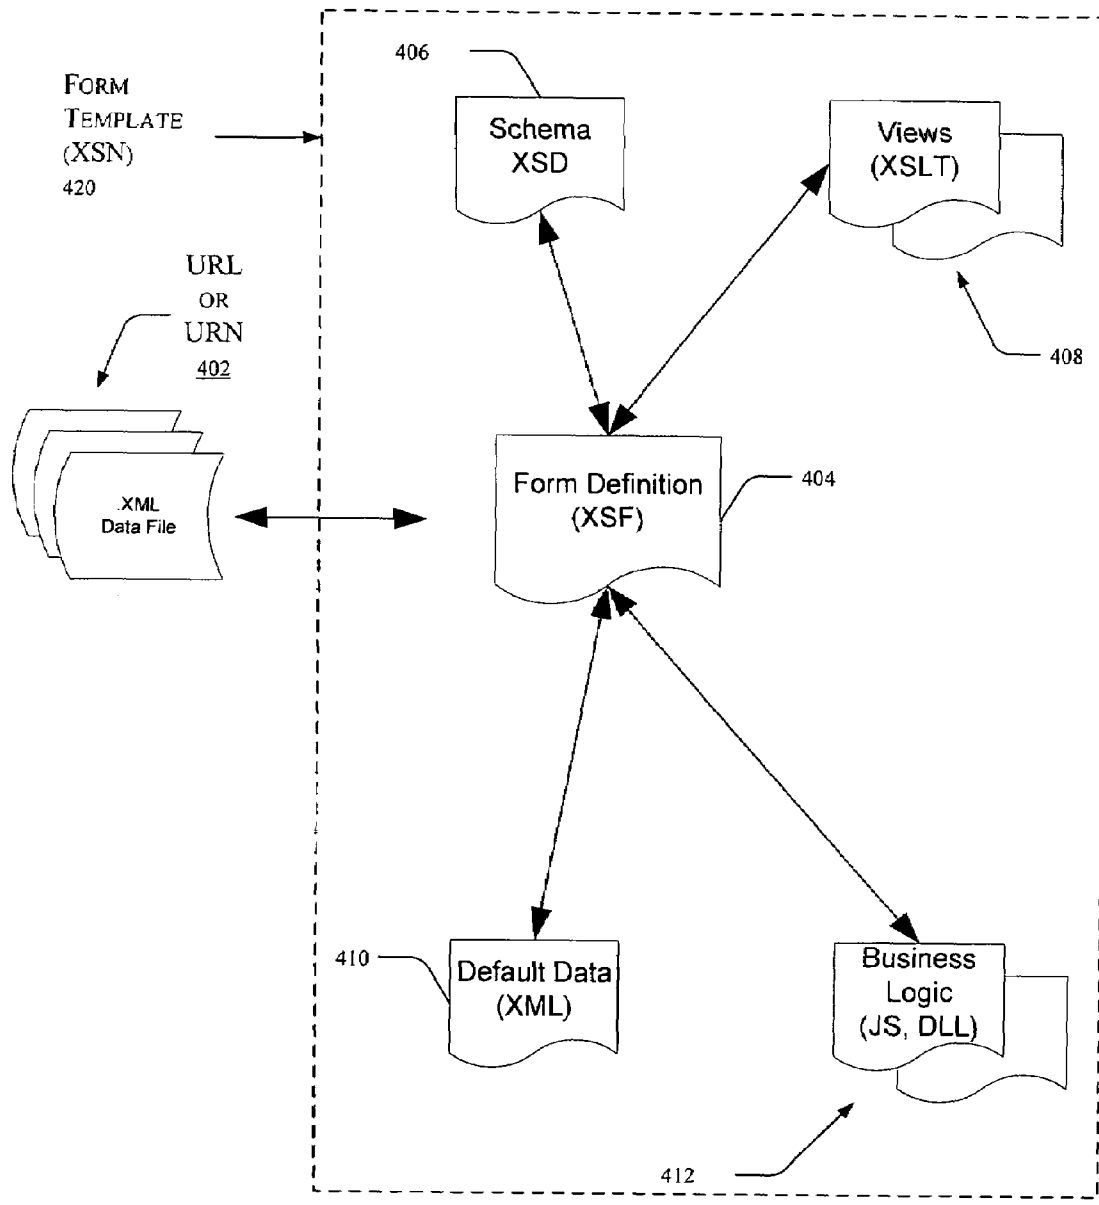 406
FORM
TEMPLATE
(XSN)
420
Schema
XSD
Views
(XSLT)
URL
OR
URN
402
408
.XML
Data File
Form Definition
(XSF)
404
410
Default Data
(XML)
Business
Logic
(JS, DLL)
412